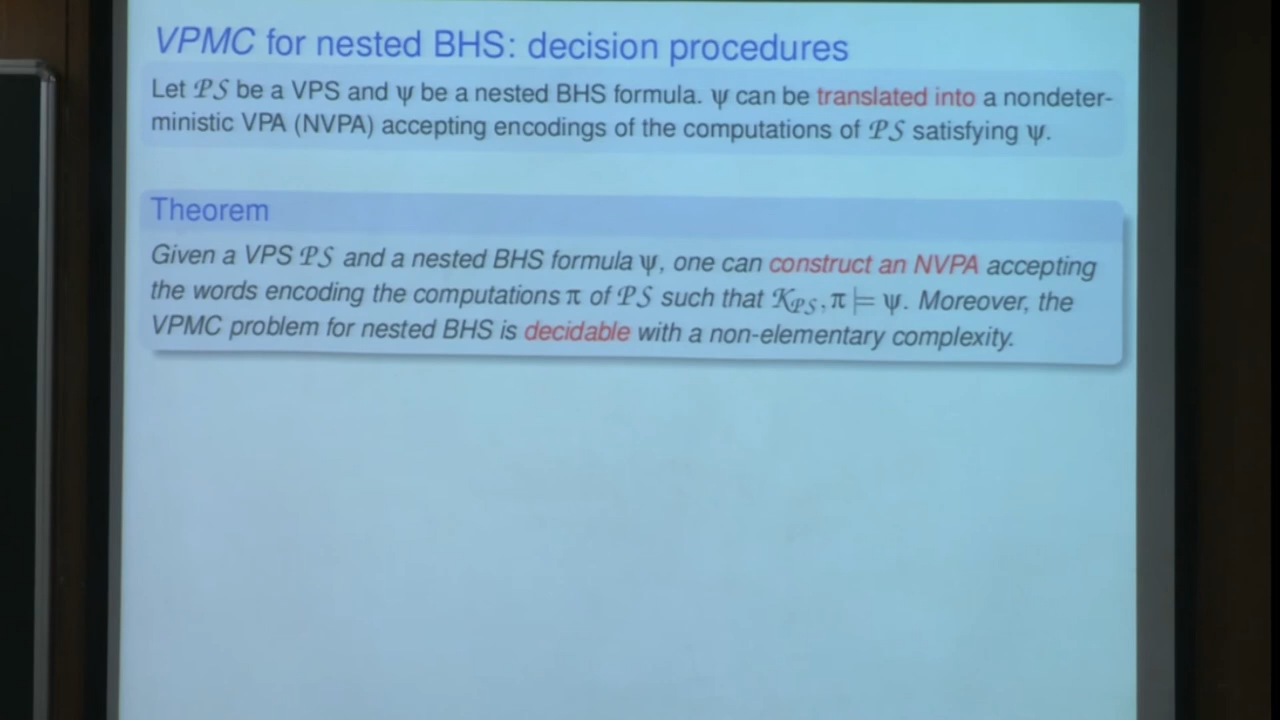 VPMC for nested BHS: decision procedures
Let 𝒫𝒮 be a VPS and ψ be a nested BHS formula. ψ can be translated into a nondeter-
ministic VPA (NVPA) accepting encodings of the computations of 𝒫𝒮 satisfying ψ.
Theorem
Given a VPS 𝒫𝒮 and a nested BHS formula ψ, one can construct an NVPA accepting
the words encoding the computations π of 𝒫𝒮 such that 𝒦_𝒫𝒮, π ⊨ ψ. Moreover, the
VPMC problem for nested BHS is decidable with a non-elementary complexity.